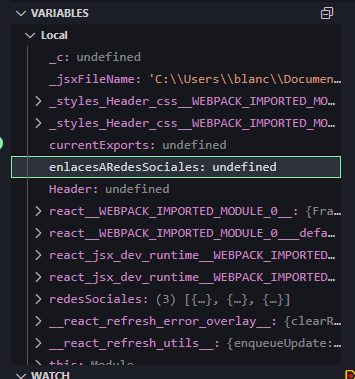 VARIABLES
Local
_c: undefined
_jsxFileName: 'C:\\Users\\blanc\\Documen…
_styles_Header_css__WEBPACK_IMPORTED_MO…
_styles_Header_css__WEBPACK_IMPORTED_MO…
currentExports: undefined
enlacesARedesSociales: undefined
Header: undefined
react__WEBPACK_IMPORTED_MODULE_0__: {Fra…
react__WEBPACK_IMPORTED_MODULE_0___defa…
react_jsx_dev_runtime__WEBPACK_IMPORTED…
react_jsx_dev_runtime__WEBPACK_IMPORTED…
redesSociales: (3) [{…}, {…}, {…}]
__react_refresh_error_overlay__: {clearR…
__react_refresh_utils__: {enqueueUpdate:…
this: Module
WATCH